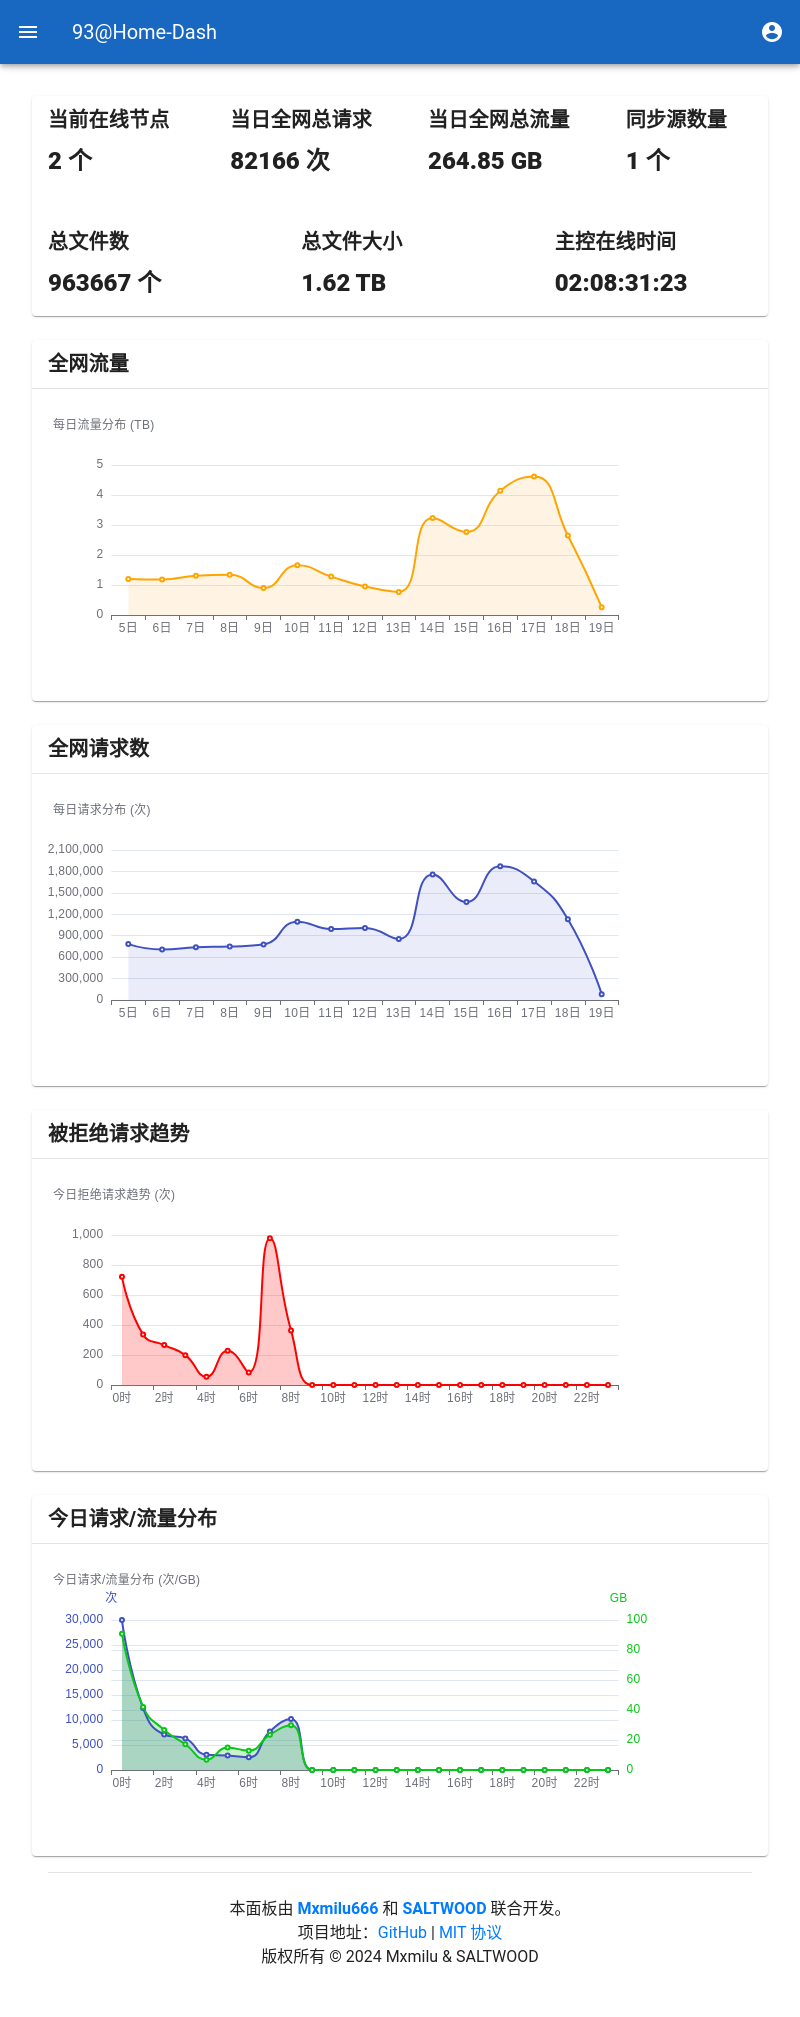 93@Home-Dash
当前在线节点 当日全网总请求 当日全网总流量 同步源数量
2 个 82166 次 264.85 GB 1 个
总文件数 总文件大小 主控在线时间
963667 个 1.62 TB 02:08:31:23
全网流量
每日流量分布 (TB)
5
4
3
2
1
0
5日 6日 7日 8日 9日 10日 11日 12日 13日 14日 15日 16日 17日 18日 19日
全网请求数
每日请求分布 (次)
2,100,000
1,800,000
1,500,000
1,200,000
900,000
600,000
300,000
0
5日 6日 7日 8日 9日 10日 11日 12日 13日 14日 15日 16日 17日 18日 19日
被拒绝请求趋势
今日拒绝请求趋势 (次)
1,000
800
600
400
200
0
0时 2时 4时 6时 8时 10时 12时 14时 16时 18时 20时 22时
今日请求/流量分布
今日请求/流量分布 (次/GB)
次 GB
30,000 100
25,000 80
20,000 60
15,000 40
10,000 20
5,000 0
0
0时 2时 4时 6时 8时 10时 12时 14时 16时 18时 20时 22时
本面板由 Mxmilu666 和 SALTWOOD 联合开发。
项目地址：GitHub | MIT 协议
版权所有 © 2024 Mxmilu & SALTWOOD